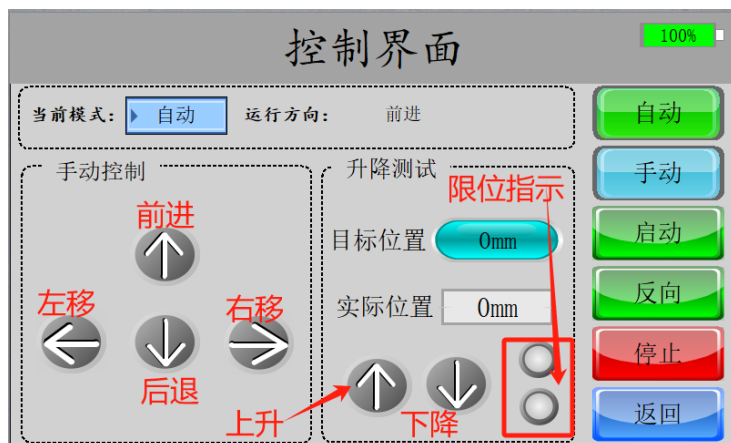 控制界面
100%
当前模式： 自动 运行方向： 前进
自动
手动控制
升降测试
手动
限位指示
前进
目标位置 0mm
启动
左移
右移
实际位置 0mm
反向
后退
停止
上升
下降
返回